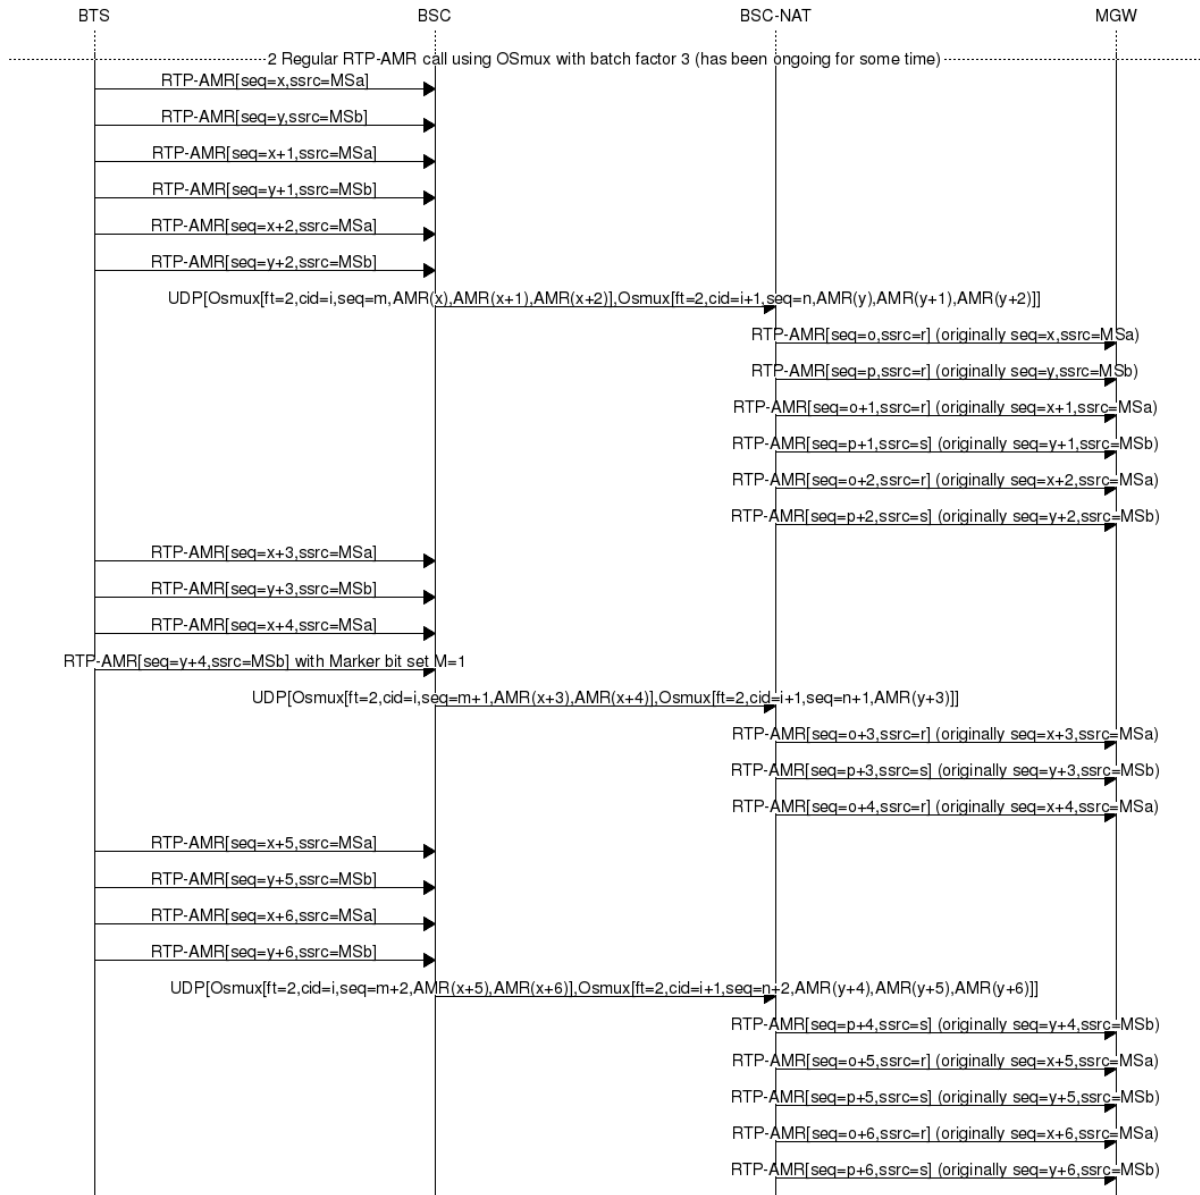 BTS BSC BSC-NAT MGW
2 Regular RTP-AMR call using OSmux with batch factor 3 (has been ongoing for some time)
RTP-AMR[seq=x,ssrc=MSa]
RTP-AMR[seq=y,ssrc=MSb]
RTP-AMR[seq=x+1,ssrc=MSa]
RTP-AMR[seq=y+1,ssrc=MSb]
RTP-AMR[seq=x+2,ssrc=MSa]
RTP-AMR[seq=y+2,ssrc=MSb]
UDP[Osmux[ft=2,cid=i,seq=m,AMR(x),AMR(x+1),AMR(x+2)],Osmux[ft=2,cid=i+1,seq=n,AMR(y),AMR(y+1),AMR(y+2)]]
RTP-AMR[seq=o,ssrc=r] (originally seq=x,ssrc=MSa)
RTP-AMR[seq=p,ssrc=r] (originally seq=y,ssrc=MSb)
RTP-AMR[seq=o+1,ssrc=r] (originally seq=x+1,ssrc=MSa)
RTP-AMR[seq=p+1,ssrc=s] (originally seq=y+1,ssrc=MSb)
RTP-AMR[seq=o+2,ssrc=r] (originally seq=x+2,ssrc=MSa)
RTP-AMR[seq=p+2,ssrc=s] (originally seq=y+2,ssrc=MSb)
RTP-AMR[seq=x+3,ssrc=MSa]
RTP-AMR[seq=y+3,ssrc=MSb]
RTP-AMR[seq=x+4,ssrc=MSa]
RTP-AMR[seq=y+4,ssrc=MSb] with Marker bit set M=1
UDP[Osmux[ft=2,cid=i,seq=m+1,AMR(x+3),AMR(x+4)],Osmux[ft=2,cid=i+1,seq=n+1,AMR(y+3)]]
RTP-AMR[seq=o+3,ssrc=r] (originally seq=x+3,ssrc=MSa)
RTP-AMR[seq=p+3,ssrc=s] (originally seq=y+3,ssrc=MSb)
RTP-AMR[seq=o+4,ssrc=r] (originally seq=x+4,ssrc=MSa)
RTP-AMR[seq=x+5,ssrc=MSa]
RTP-AMR[seq=y+5,ssrc=MSb]
RTP-AMR[seq=x+6,ssrc=MSa]
RTP-AMR[seq=y+6,ssrc=MSb]
UDP[Osmux[ft=2,cid=i,seq=m+2,AMR(x+5),AMR(x+6)],Osmux[ft=2,cid=i+1,seq=n+2,AMR(y+4),AMR(y+5),AMR(y+6)]]
RTP-AMR[seq=p+4,ssrc=s] (originally seq=y+4,ssrc=MSb)
RTP-AMR[seq=o+5,ssrc=r] (originally seq=x+5,ssrc=MSa)
RTP-AMR[seq=p+5,ssrc=s] (originally seq=y+5,ssrc=MSb)
RTP-AMR[seq=o+6,ssrc=r] (originally seq=x+6,ssrc=MSa)
RTP-AMR[seq=p+6,ssrc=s] (originally seq=y+6,ssrc=MSb)